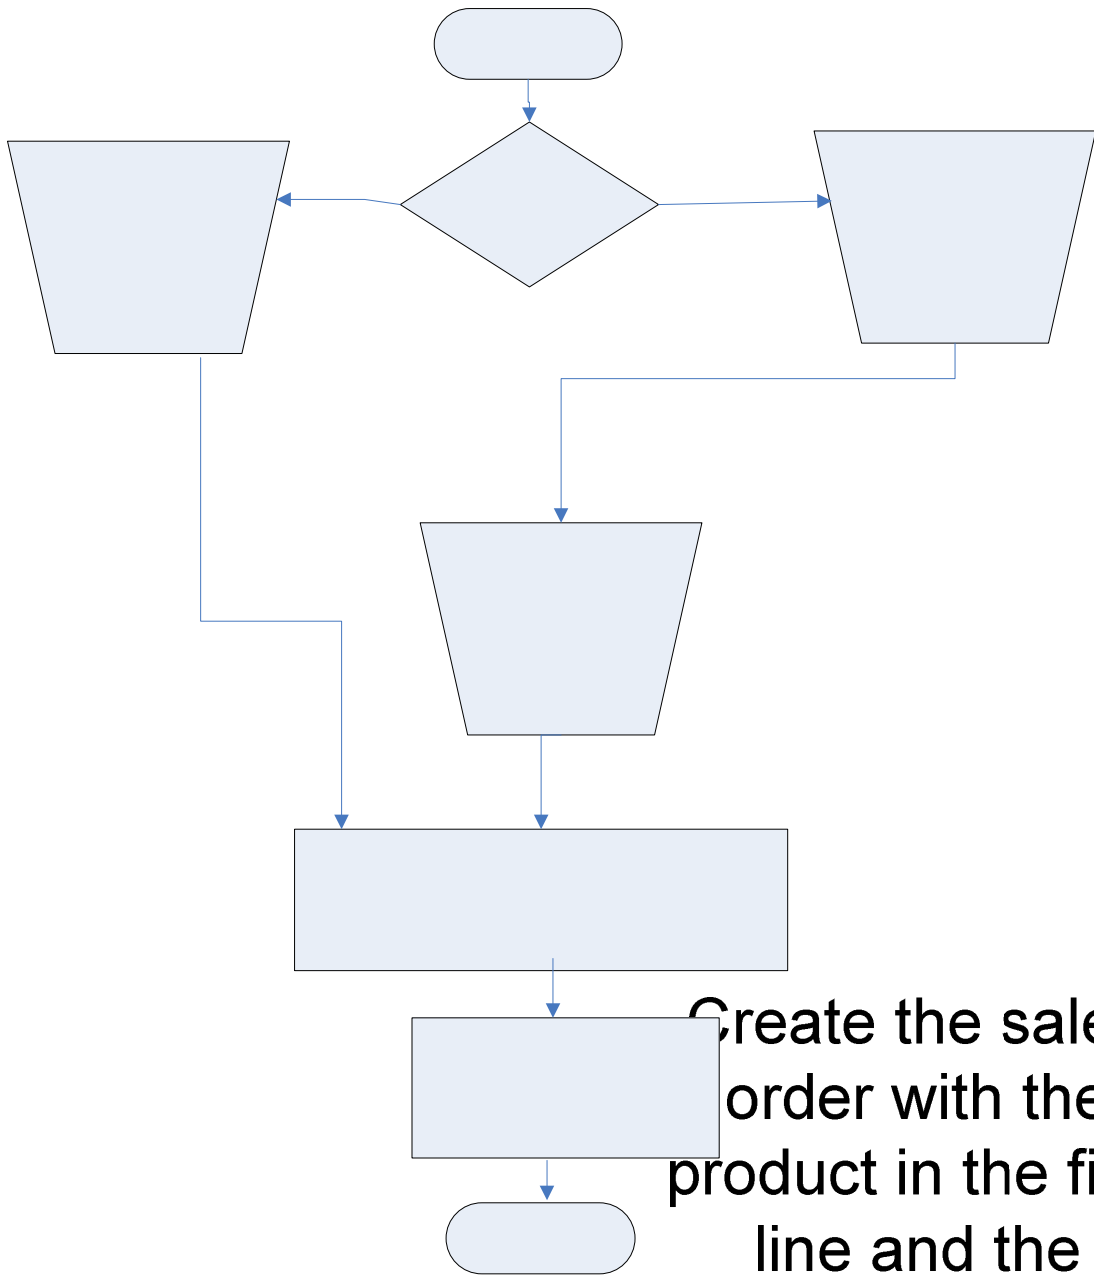 Create the sale
order with the
product in the fi
line and the